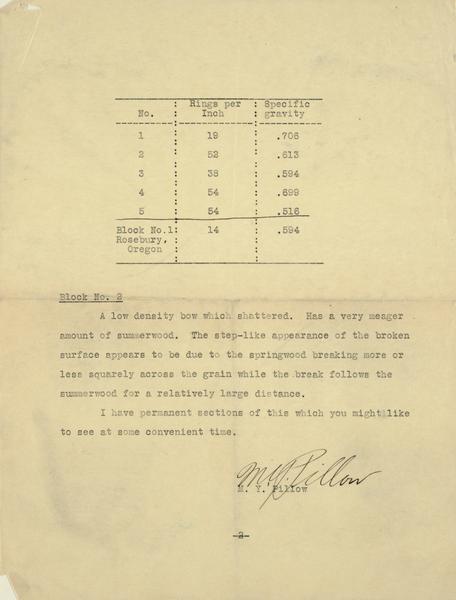 No. : Rings per Inch : Specific gravity
1 : 19 : .706
2 : 52 : .613
3 : 38 : .594
4 : 54 : .699
5 : 54 : .516
Block No.1: 14 : .594
Rosebury,
Oregon
Block No. 2
A low density bow which shattered. Has a very meager
amount of summerwood. The step-like appearance of the broken
surface appears to be due to the springwood breaking more or
less squarely across the grain while the break follows the
summerwood for a relatively large distance.
I have permanent sections of this which you might like
to see at some convenient time.
M.Y. Pillow
M. Y. Pillow
-2-